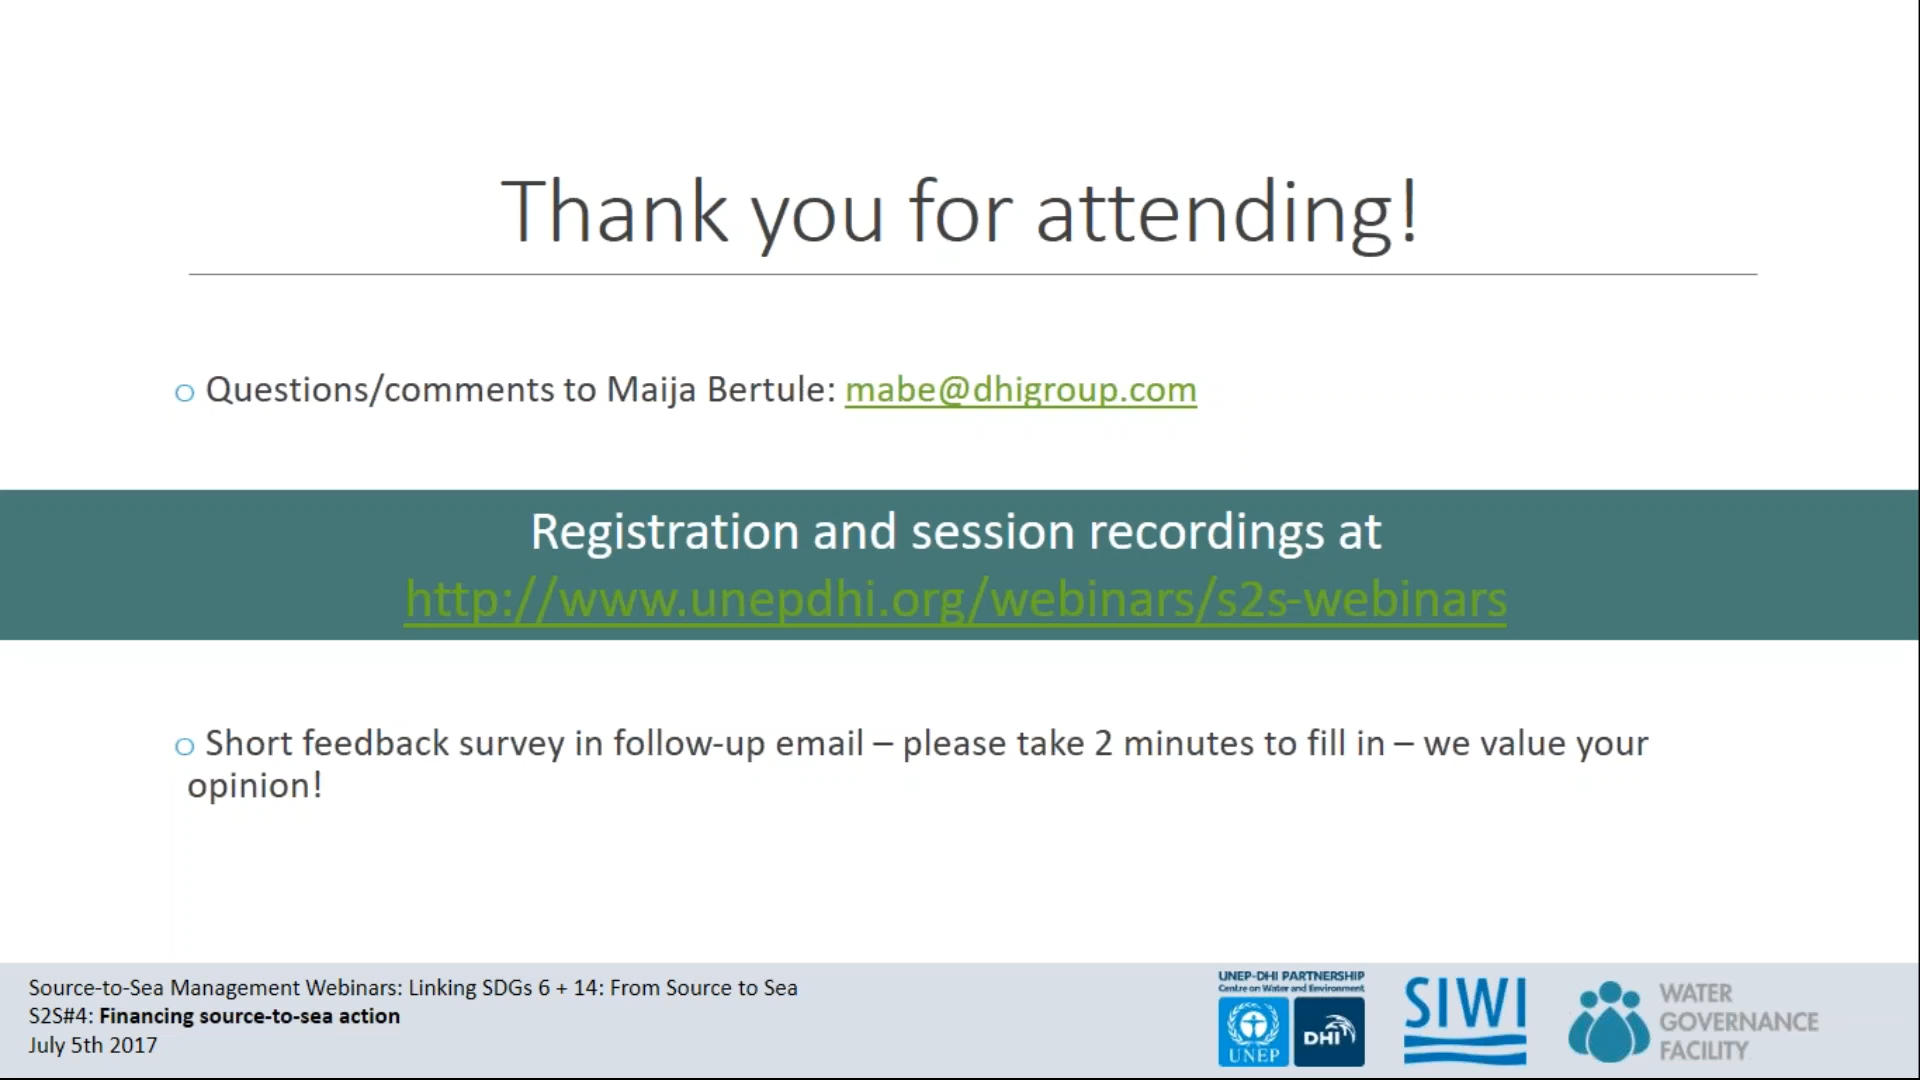 Thank you for attending!
o Questions/comments to Maija Bertule: mabe@dhigroup.com
Registration and session recordings at
http://www.unepdhi.org/webinars/s2s-webinars
o Short feedback survey in follow-up email – please take 2 minutes to fill in – we value your
opinion!
Source-to-Sea Management Webinars: Linking SDGs 6 + 14: From Source to Sea
S2S#4: Financing source-to-sea action
July 5th 2017
UNEP-DHI PARTNERSHIP
Centre on Water and Environment
UNEP
DHI
SIWI
WATER
GOVERNANCE
FACILITY